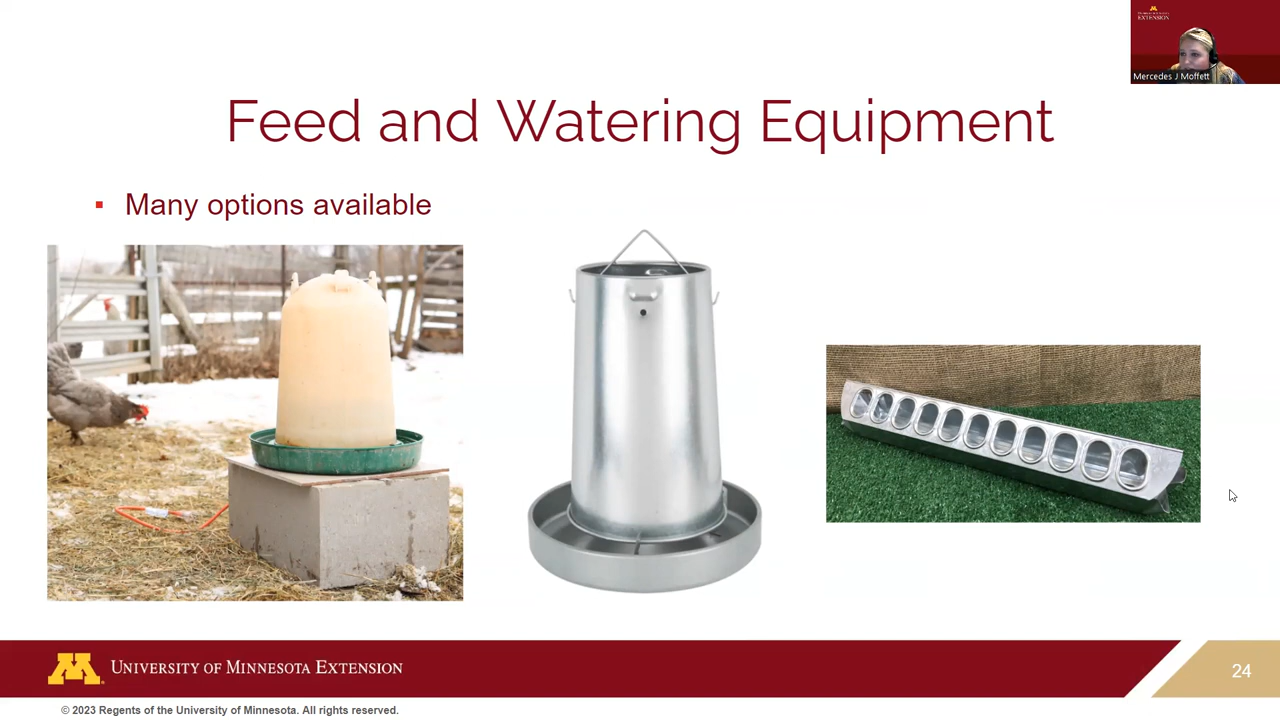 EXTENSION
Mercedes J Moffett
Feed and Watering Equipment
▪ Many options available
M
UNIVERSITY OF MINNESOTA EXTENSION
24
© 2023 Regents of the University of Minnesota. All rights reserved.